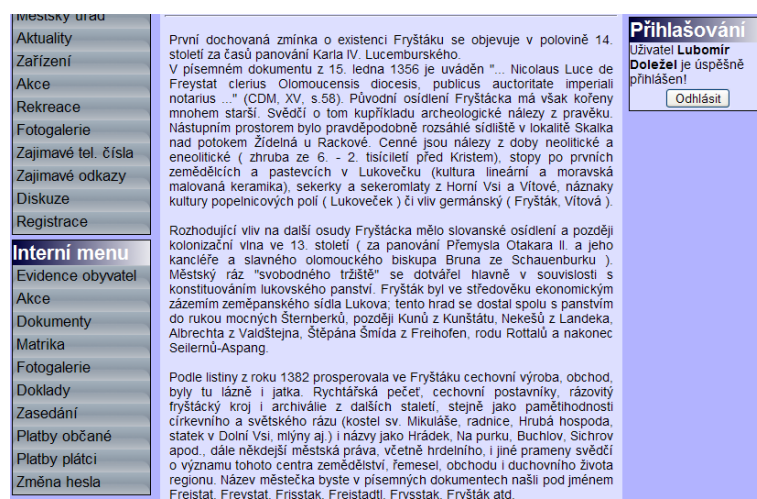 Městský úřad
Aktuality
Zařízení
Akce
Rekreace
Fotogalerie
Zajimavé tel. čísla
Zajimavé odkazy
Diskuze
Registrace
Interní menu
Evidence obyvatel
Akce
Dokumenty
Matrika
Fotogalerie
Doklady
Zasedání
Platby občané
Platby plátci
Změna hesla
První dochovaná zmínka o existenci Fryštáku se objevuje v polovině 14.
století za časů panování Karla IV. Lucemburského.
V písemném dokumentu z 15. ledna 1356 je uváděn "... Nicolaus Luce de
Freystat clerius Olomoucensis diocesis, publicus auctoritate imperiali
notarius ..." (CDM, XV, s.58). Původní osídlení Fryštácka má však kořeny
mnohem starší. Svědčí o tom kupříkladu archeologické nálezy z pravěku.
Nástupním prostorem bylo pravděpodobně rozsáhlé sídliště v lokalitě Skalka
nad potokem Žídelná u Rackové. Cenné jsou nálezy z doby neolitické a
eneolitické ( zhruba ze 6. - 2. tisíciletí před Kristem), stopy po prvních
zemědělcích a pastevcích v Lukovečku (kultura lineární a moravská
malovaná keramika), sekerky a sekeromlaty z Horní Vsi a Vítové, náznaky
kultury popelnicových polí ( Lukoveček ) či vliv germánský ( Fryšták, Vítová ).
Rozhodující vliv na další osudy Fryštácka mělo slovanské osídlení a později
kolonizační vlna ve 13. století ( za panování Přemysla Otakara II. a jeho
kancléře a slavného olomouckého biskupa Bruna ze Schauenburku ).
Městský ráz "svobodného tržiště" se dotvářel hlavně v souvislosti s
konstituováním lukovského panství. Fryšták byl ve středověku ekonomickým
zázemím zeměpanského sídla Lukova; tento hrad se dostal spolu s panstvím
do rukou mocných Šternberků, později Kunů z Kunštátu, Nekešů z Landeka,
Albrechta z Valdštejna, Štěpána Šmída z Freihofen, rodu Rottalů a nakonec
Seilernů-Aspang.
Podle listiny z roku 1382 prosperovala ve Fryštáku cechovní výroba, obchod,
byly tu lázně i jatka. Rychtářská pečeť, cechovní postavníky, rázovitý
fryštácký kroj i archiválie z dalších staletí, stejně jako pamětihodnosti
církevního a světského rázu (kostel sv. Mikuláše, radnice, Hrubá hospoda,
statek v Dolní Vsi, mlýny aj.) i názvy jako Hrádek, Na purku, Buchlov, Sichrov
apod., dále někdejší městská práva, včetně hrdelního, i jiné prameny svědčí
o významu tohoto centra zemědělství, řemesel, obchodu i duchovního života
regionu. Název městečka byste v písemných dokumentech našli pod jménem
Freistat, Freystat, Frisstak, Freistadtl, Frysstak, Fryšták atd.
Přihlašování
Uživatel Lubomír
Doležel je úspěšně
přihlášen!
Odhlásit